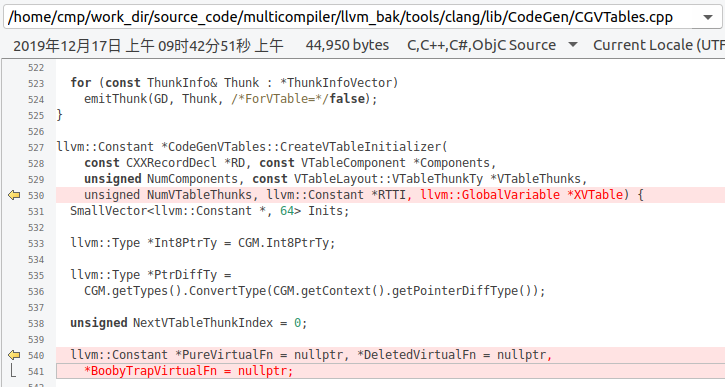 /home/cmp/work_dir/source_code/multicompiler/llvm_bak/tools/clang/lib/CodeGen/CGVTables.cpp
2019年12月17日 上午 09时42分51秒 上午 44,950 bytes C,C++,C#,ObjC Source Current Locale (UTF
522
523 for (const ThunkInfo& Thunk : *ThunkInfoVector)
524 emitThunk(GD, Thunk, /*ForVTable=*/false);
525 }
526
527 llvm::Constant *CodeGenVTables::CreateVTableInitializer(
528 const CXXRecordDecl *RD, const VTableComponent *Components,
529 unsigned NumComponents, const VTableLayout::VTableThunkTy *VTableThunks,
530 unsigned NumVTableThunks, llvm::Constant *RTTI, llvm::GlobalVariable *XVTable) {
531 SmallVector<llvm::Constant *, 64> Inits;
532
533 llvm::Type *Int8PtrTy = CGM.Int8PtrTy;
534
535 llvm::Type *PtrDiffTy =
536 CGM.getTypes().ConvertType(CGM.getContext().getPointerDiffType());
537
538 unsigned NextVTableThunkIndex = 0;
539
540 llvm::Constant *PureVirtualFn = nullptr, *DeletedVirtualFn = nullptr,
541 *BoobyTrapVirtualFn = nullptr;